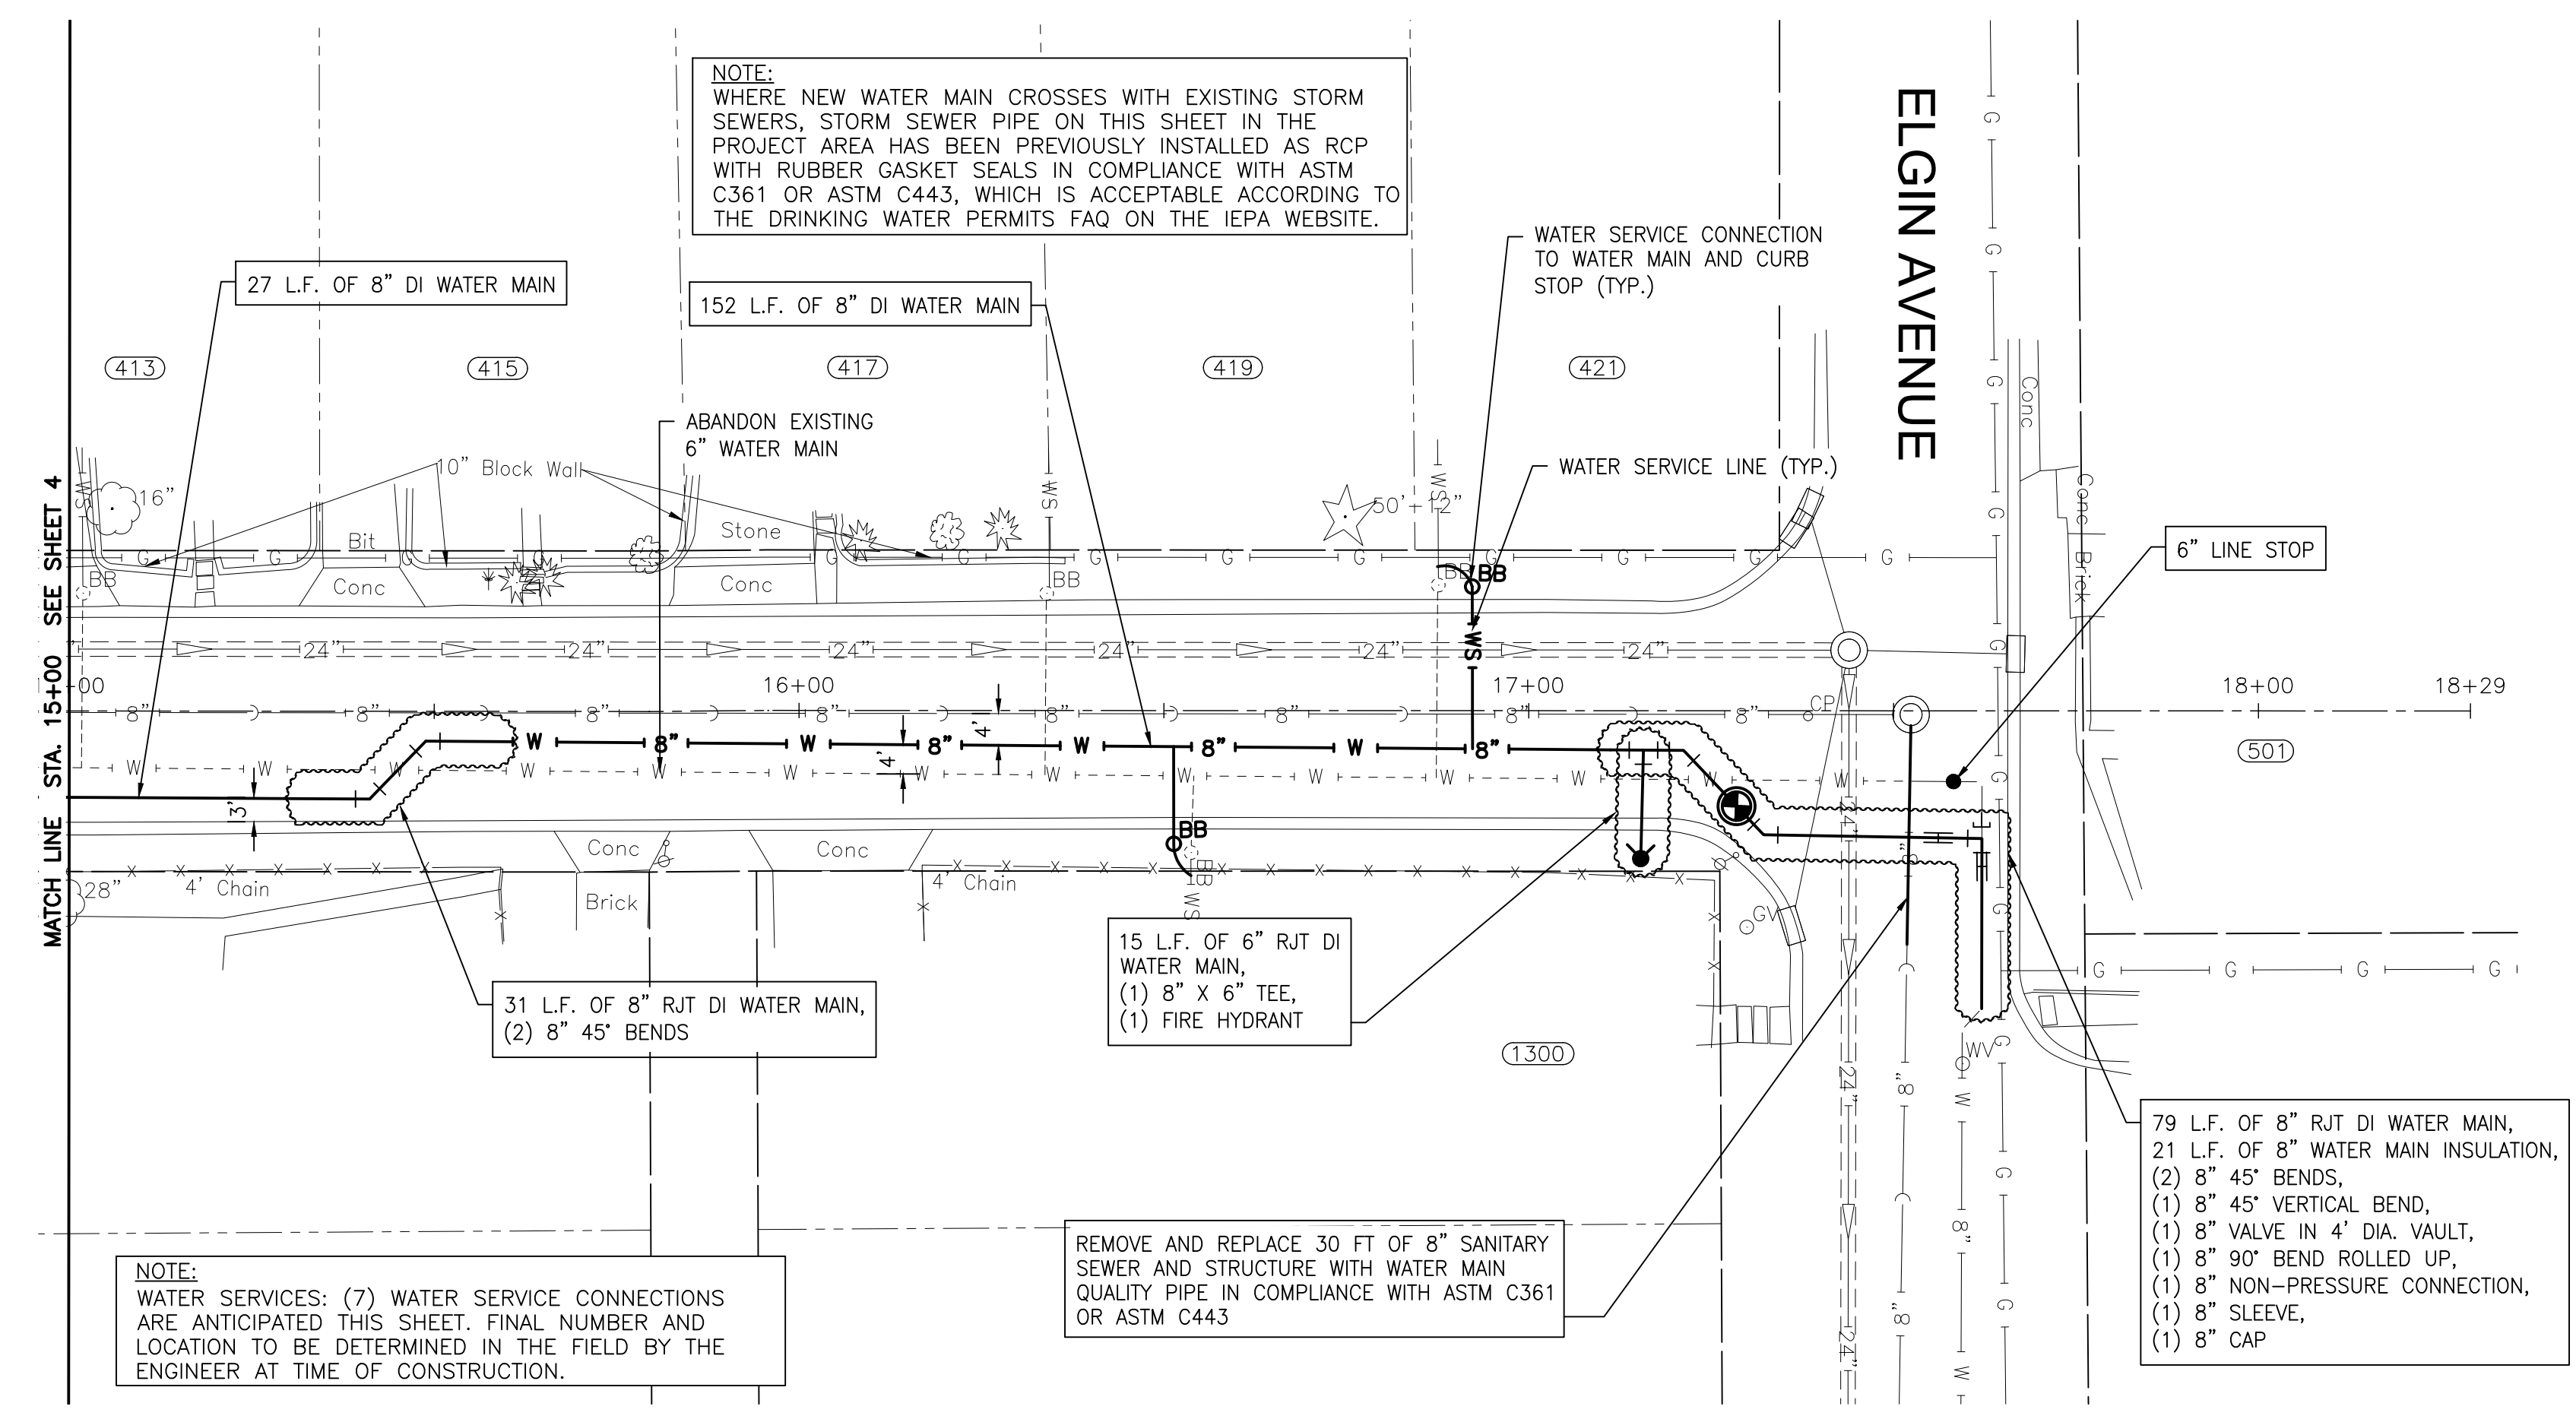 NOTE:
WHERE NEW WATER MAIN CROSSES WITH EXISTING STORM
SEWERS, STORM SEWER PIPE ON THIS SHEET IN THE
PROJECT AREA HAS BEEN PREVIOUSLY INSTALLED AS RCP
WITH RUBBER GASKET SEALS IN COMPLIANCE WITH ASTM
C361 OR ASTM C443, WHICH IS ACCEPTABLE ACCORDING TO
THE DRINKING WATER PERMITS FAQ ON THE IEPA WEBSITE.
ELGIN AVENUE
WATER SERVICE CONNECTION
TO WATER MAIN AND CURB
STOP (TYP.)
27 L.F. OF 8" DI WATER MAIN
152 L.F. OF 8" DI WATER MAIN
413
415
417
419
421
ABANDON EXISTING
6" WATER MAIN
10" Block Wall
WATER SERVICE LINE (TYP.)
6" LINE STOP
MATCH LINE STA. 15+00 SEE SHEET 4
16"
50' - 12"
Bit
Stone
Conc
Conc
Conc
Conc
Brick
WS
WS
WS
G G G G G G G G G G G G G
BB
BB
BB
BB
WS
24" 24" 24" 24" 24" 24"
+00
16+00
17+00
18+00
18+29
8" 8" 8" 8" 8" 8" 8" 8"
CP
4'
4'
3'
W 8" W 8" W 8" W 8"
W W W W W W W W W W W W W W
501
BB
BB
WS
Conc
Conc
Brick
28"
4' Chain
4' Chain
GV
24'
8"
15 L.F. OF 6" RJT DI
WATER MAIN,
(1) 8" X 6" TEE,
(1) FIRE HYDRANT
31 L.F. OF 8" RJT DI WATER MAIN,
(2) 8" 45° BENDS
1300
WV
G G G G
24"
8"
W
8"
W
G
8"
24"
79 L.F. OF 8" RJT DI WATER MAIN,
21 L.F. OF 8" WATER MAIN INSULATION,
(2) 8" 45° BENDS,
(1) 8" 45° VERTICAL BEND,
(1) 8" VALVE IN 4' DIA. VAULT,
(1) 8" 90° BEND ROLLED UP,
(1) 8" NON-PRESSURE CONNECTION,
(1) 8" SLEEVE,
(1) 8" CAP
REMOVE AND REPLACE 30 FT OF 8" SANITARY
SEWER AND STRUCTURE WITH WATER MAIN
QUALITY PIPE IN COMPLIANCE WITH ASTM C361
OR ASTM C443
NOTE:
WATER SERVICES: (7) WATER SERVICE CONNECTIONS
ARE ANTICIPATED THIS SHEET. FINAL NUMBER AND
LOCATION TO BE DETERMINED IN THE FIELD BY THE
ENGINEER AT TIME OF CONSTRUCTION.